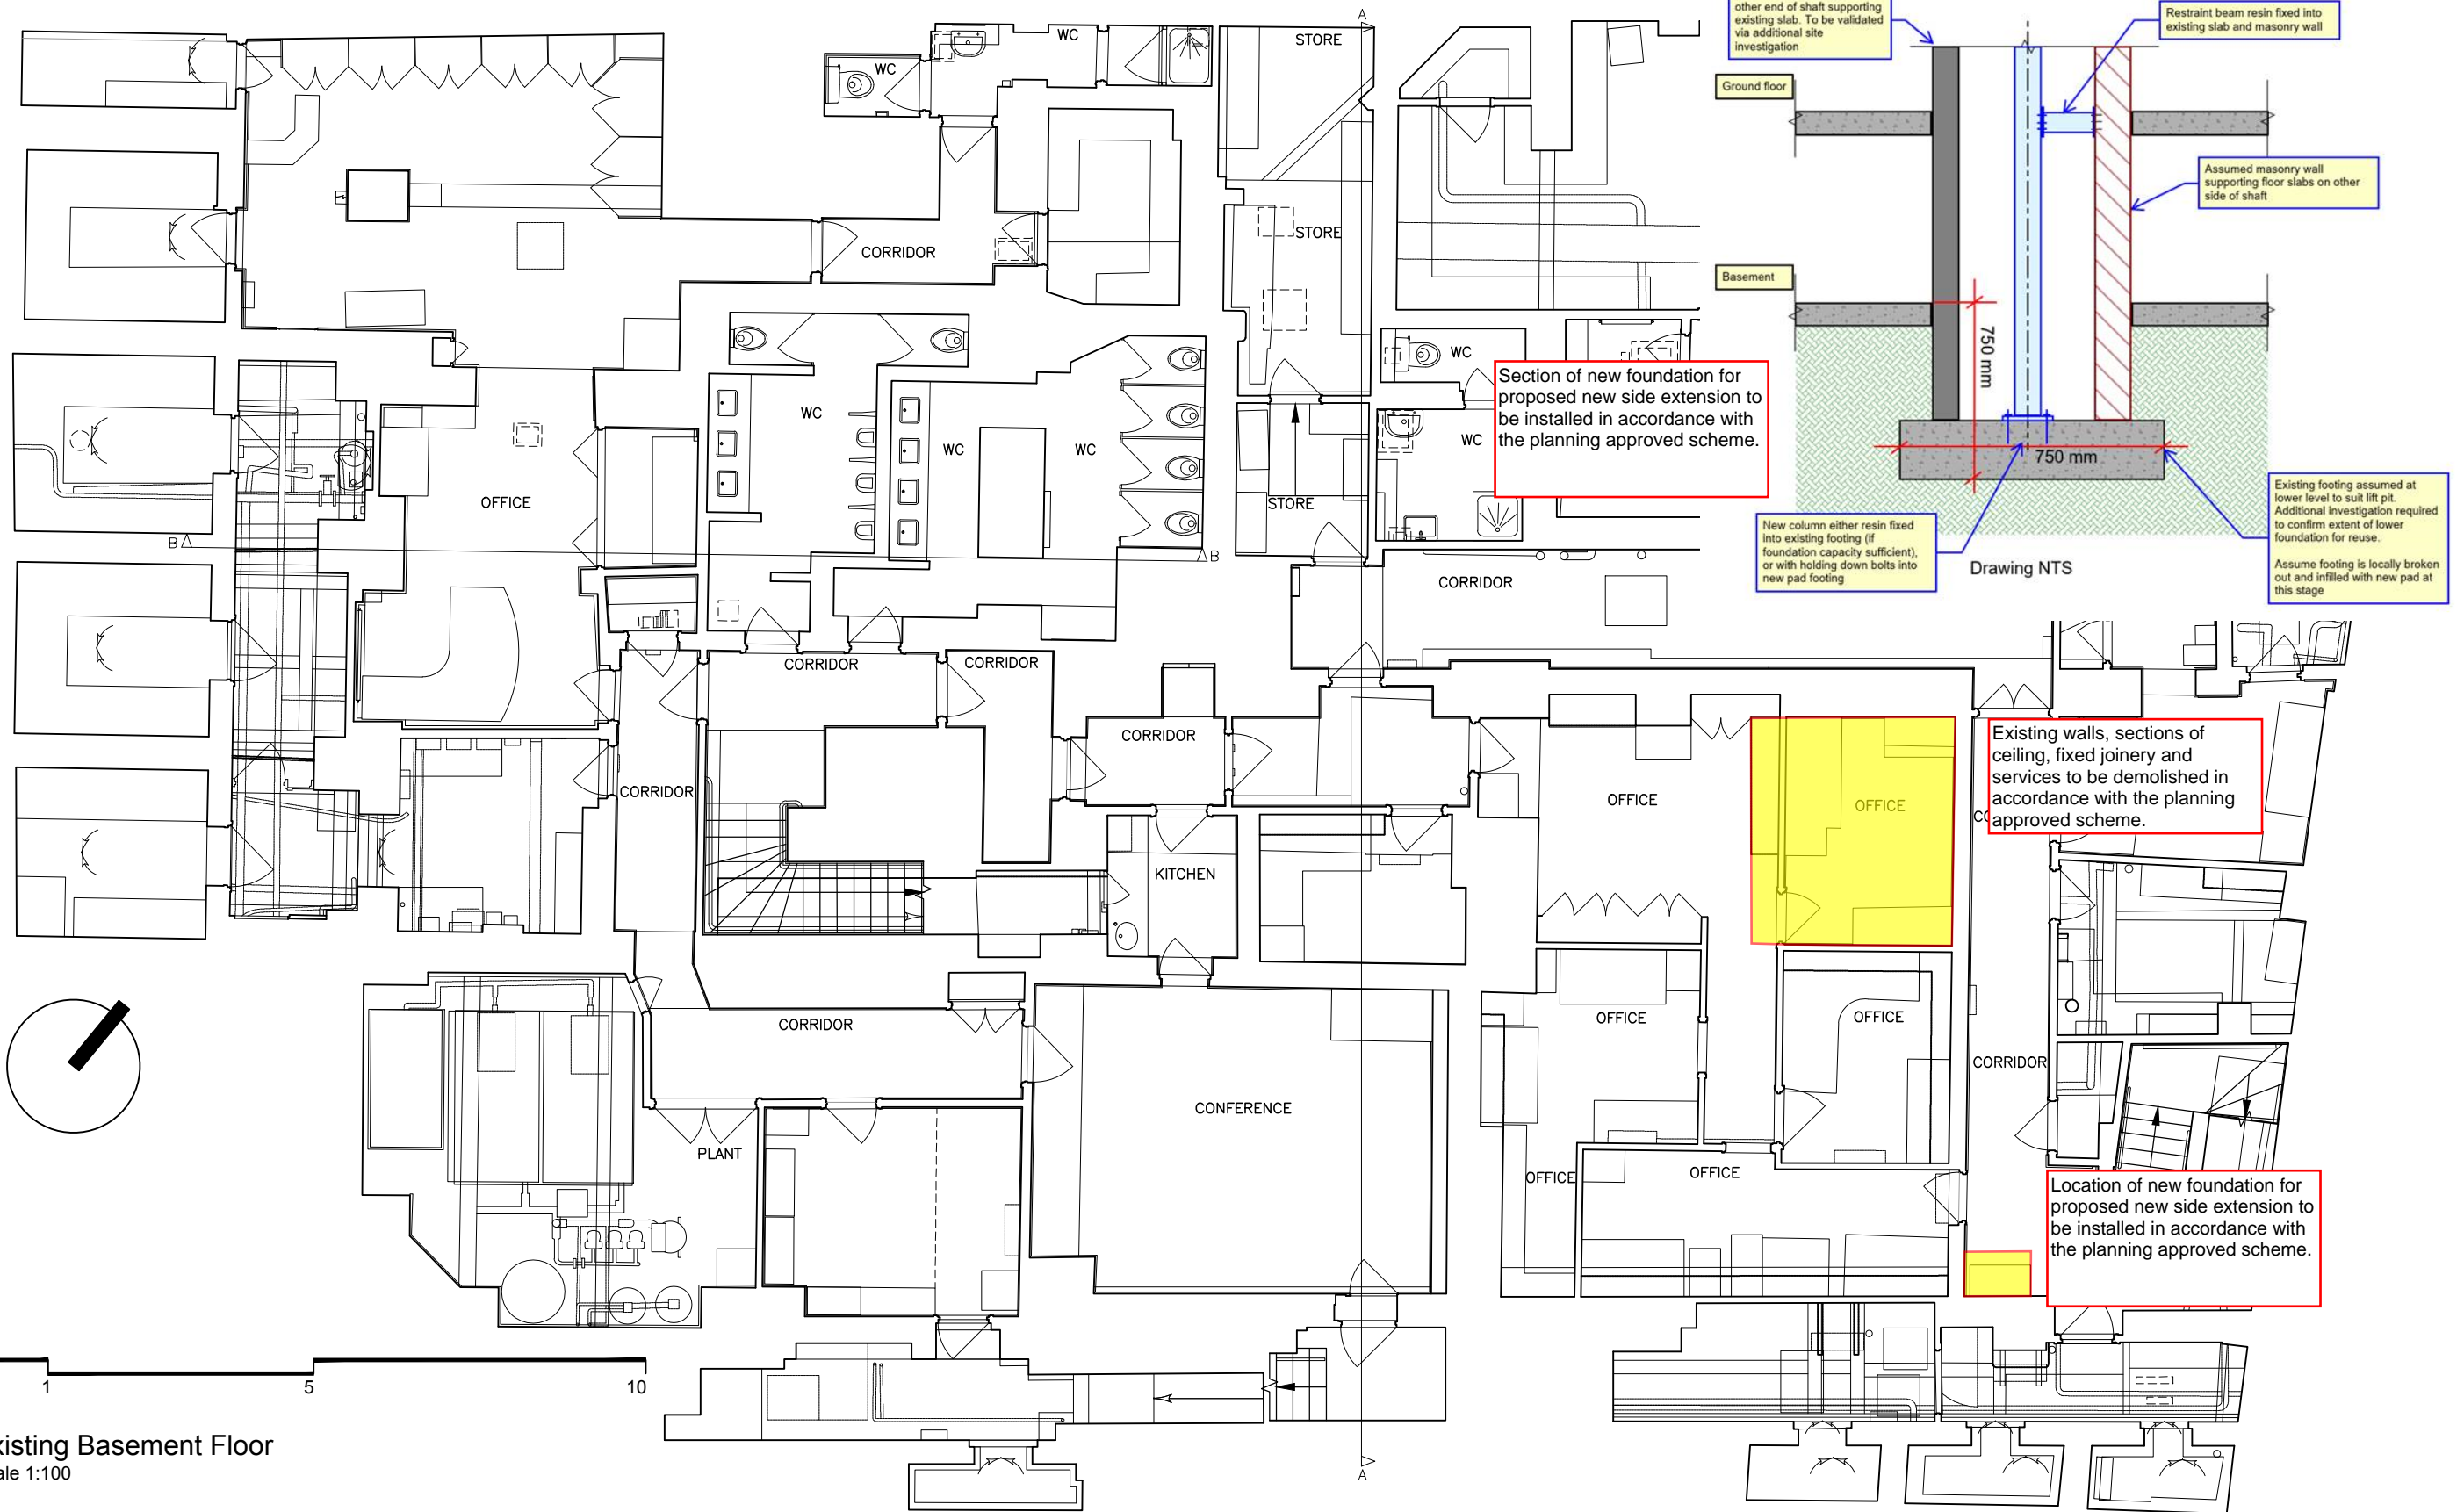 A
WC
STORE
WC
CORRIDOR
STORE
WC
WC
WC
WC
WC
OFFICE
STORE
B
B
CORRIDOR
CORRIDOR
CORRIDOR
CORRIDOR
CORRIDOR
OFFICE
OFFICE
KITCHEN
CORRIDOR
OFFICE
OFFICE
CORRIDOR
CONFERENCE
PLANT
OFFICE
OFFICE
A
other end of shaft supporting
existing slab. To be validated
via additional site
investigation
Restraint beam resin fixed into
existing slab and masonry wall
Ground floor
Assumed masonry wall
supporting floor slabs on other
side of shaft
Basement
750 mm
750 mm
New column either resin fixed
into existing footing (if
foundation capacity sufficient),
or with holding down bolts into
new pad footing
Drawing NTS
Existing footing assumed at
lower level to suit lift pit.
Additional investigation required
to confirm extent of lower
foundation for reuse.
Assume footing is locally broken
out and infilled with new pad at
this stage
Section of new foundation for
proposed new side extension to
be installed in accordance with
the planning approved scheme.
Existing walls, sections of
ceiling, fixed joinery and
services to be demolished in
accordance with the planning
approved scheme.
Location of new foundation for
proposed new side extension to
be installed in accordance with
the planning approved scheme.
1
5
10
xisting Basement Floor
ale 1:100